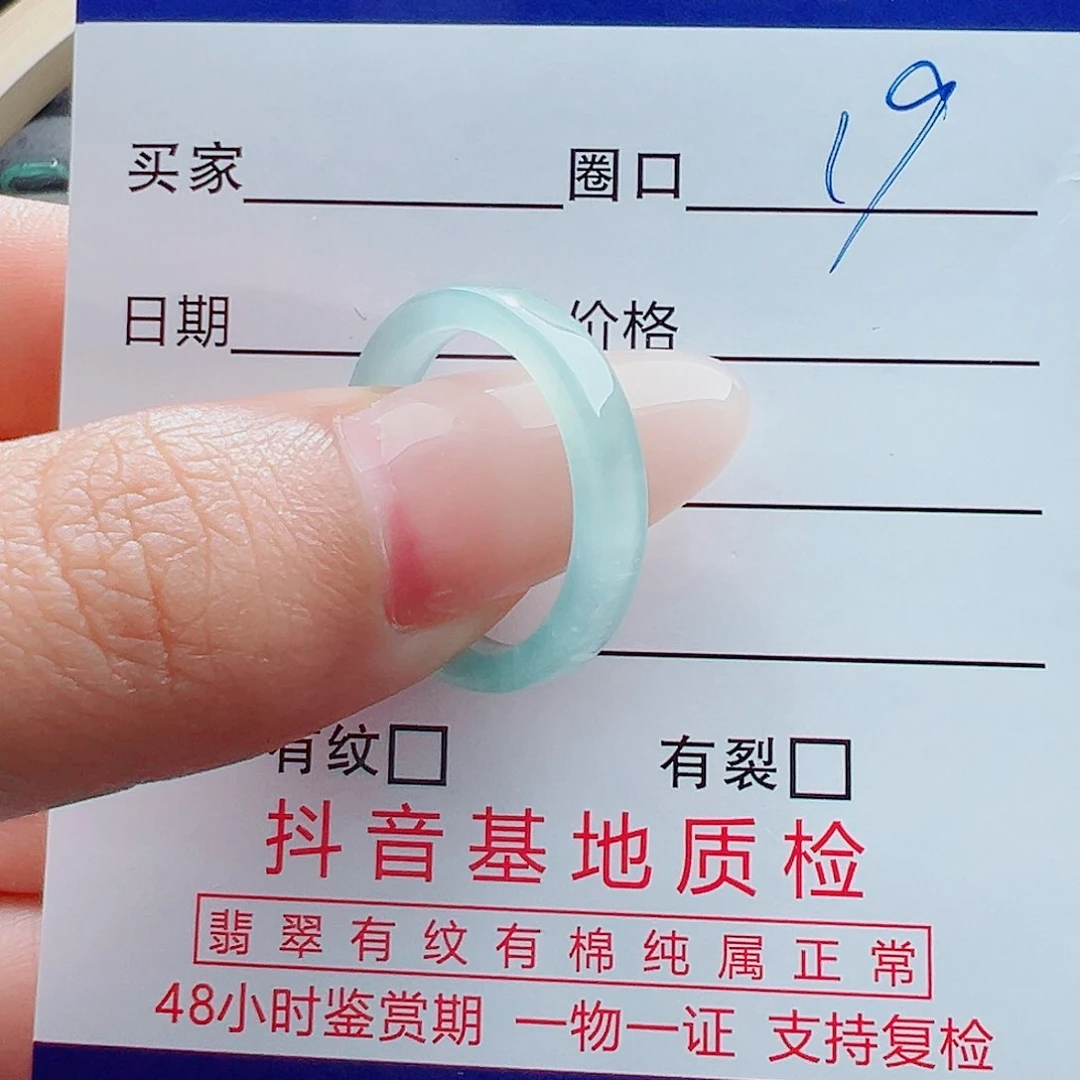 买家 圈口 19
日期 价格
有纹 有裂
抖音基地质检
翡翠有纹有棉纯属正常
48小时鉴赏期 一物一证 支持复检